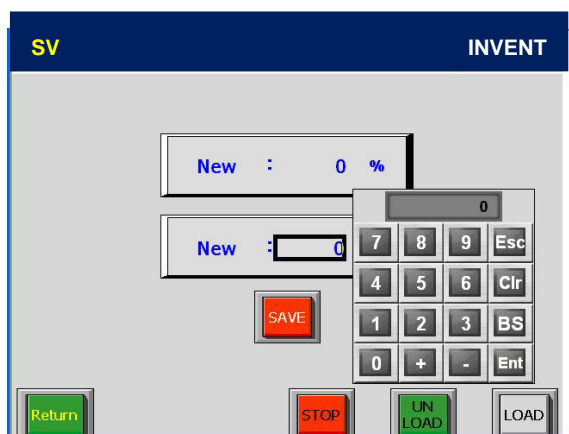 SV INVENT
New : 0 %
New : 0
0
7 8 9 Esc
4 5 6 Clr
1 2 3 BS
0 + - Ent
SAVE
Return
STOP
UN
LOAD
LOAD